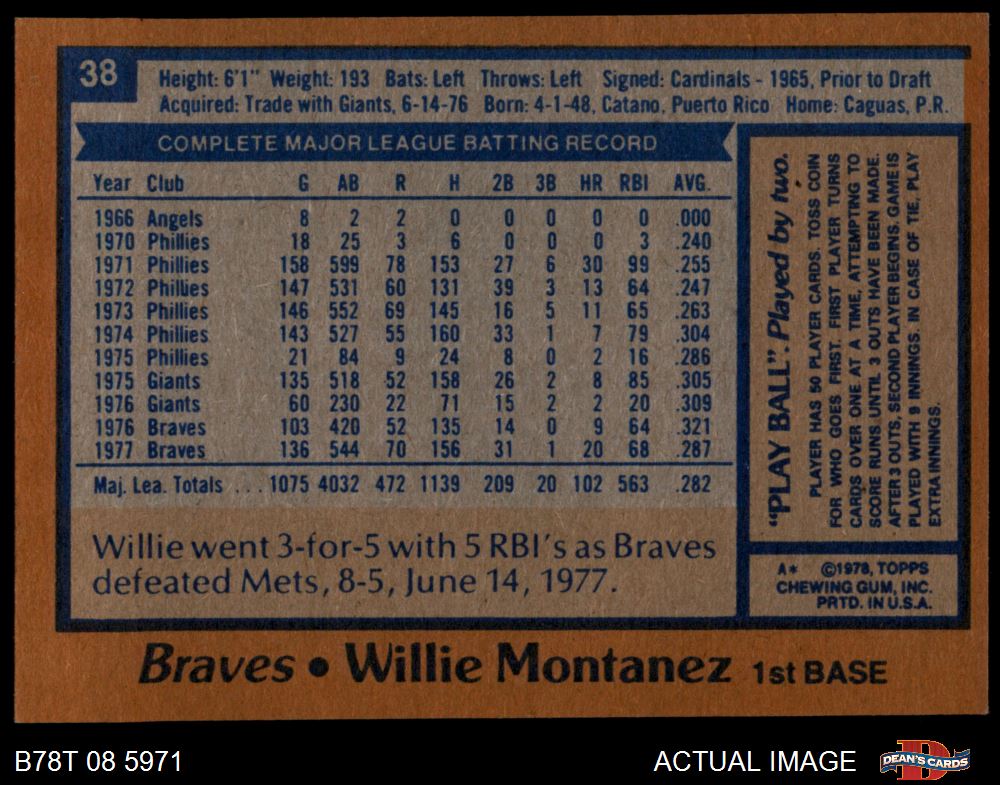 38
Height: 6'1" Weight: 193 Bats: Left Throws: Left Signed: Cardinals - 1965, Prior to Draft
Acquired: Trade with Giants, 6-14-76 Born: 4-1-48, Catano, Puerto Rico Home: Caguas, P.R.
COMPLETE MAJOR LEAGUE BATTING RECORD
Year Club G AB R H 2B 3B HR RBI AVG.
1966 Angels 8 2 2 0 0 0 0 0 .000
1970 Phillies 18 25 3 6 0 0 0 3 .240
1971 Phillies 158 599 78 153 27 6 30 99 .255
1972 Phillies 147 531 60 131 39 3 13 64 .247
1973 Phillies 146 552 69 145 16 5 11 65 .263
1974 Phillies 143 527 55 160 33 1 7 79 .304
1975 Phillies 21 84 9 24 8 0 2 16 .286
1975 Giants 135 518 52 158 26 2 8 85 .305
1976 Giants 60 230 22 71 15 2 2 20 .309
1976 Braves 103 420 52 135 14 0 9 64 .321
1977 Braves 136 544 70 156 31 1 20 68 .287
Maj. Lea. Totals ... 1075 4032 472 1139 209 20 102 563 .282
Willie went 3-for-5 with 5 RBI's as Braves
defeated Mets, 8-5, June 14, 1977.
"PLAY BALL". Played by two.
PLAYER HAS 50 PLAYER CARDS. TOSS COIN
FOR WHO GOES FIRST. FIRST PLAYER TURNS
CARDS OVER ONE AT A TIME, ATTEMPTING TO
SCORE RUNS UNTIL 3 OUTS HAVE BEEN MADE.
AFTER 3 OUTS, SECOND PLAYER BEGINS. GAME IS
PLAYED WITH 9 INNINGS. IN CASE OF TIE, PLAY
EXTRA INNINGS.
A* ©1978, TOPPS
CHEWING GUM, INC.
PRTD. IN U.S.A.
Braves • Willie Montanez 1st BASE
B78T 08 5971
ACTUAL IMAGE
D
DEAN'S CARDS